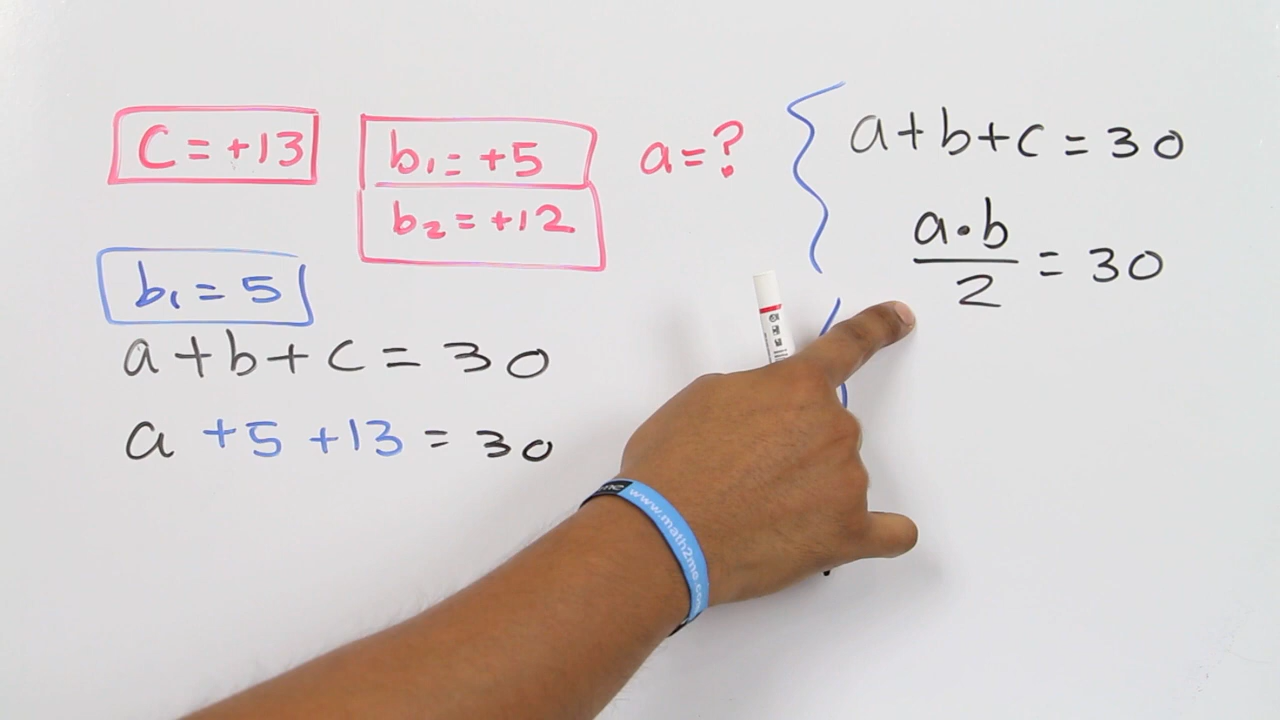 C = +13
b₁ = +5
b₂ = +12
a = ?
b₁ = 5
a + b + c = 30
a +5 +13 = 30
a + b + c = 30
a • b
2
= 30
www.math2me.com